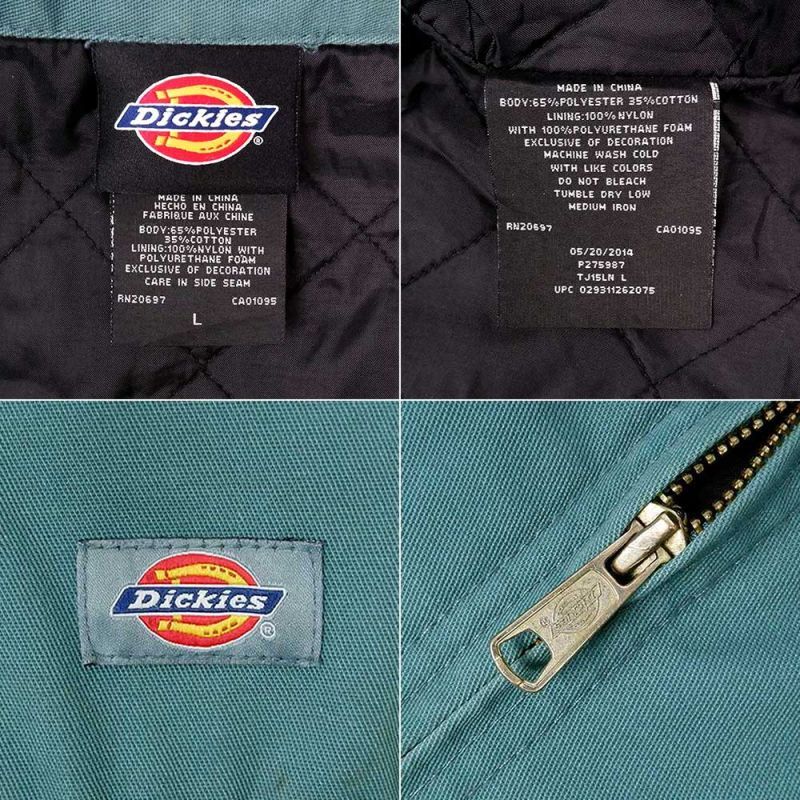 Dickies
®
MADE IN CHINA
HECHO EN CHINA
FABRIQUE AUX CHINE
BODY:65%POLYESTER
35%COTTON
LINING:100%NYLON WITH
POLYURETHANE FOAM
EXCLUSIVE OF DECORATION
CARE IN SIDE SEAM
RN20697 CA01095
L
MADE IN CHINA
BODY:65%POLYESTER 35%COTTON
LINING:100%NYLON
WITH 100%POLYURETHANE FOAM
EXCLUSIVE OF DECORATION
MACHINE WASH COLD
WITH LIKE COLORS
DO NOT BLEACH
TUMBLE DRY LOW
MEDIUM IRON
RN20697 CA01095
05/20/2014
P275987
TJ15LN L
UPC 029311262075
Dickies
®
Dickies